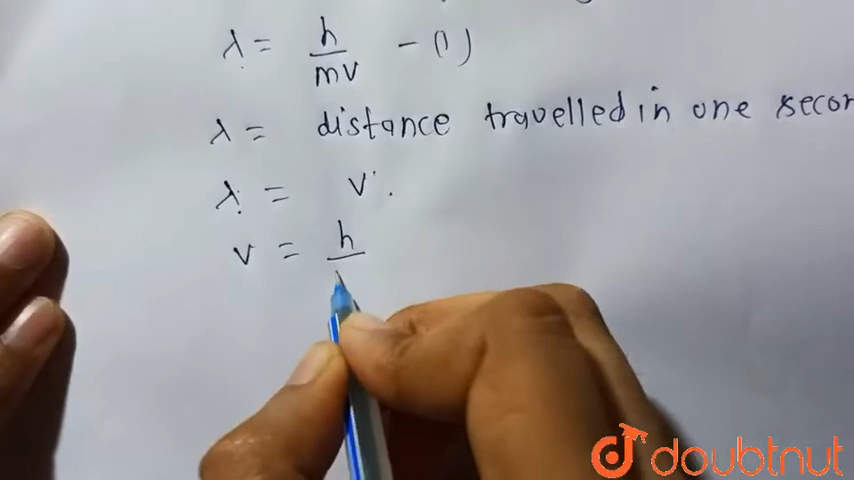 λ = h/mv - (1)
λ = distance travelled in one secon
λ = v.
v = h
doubtnut